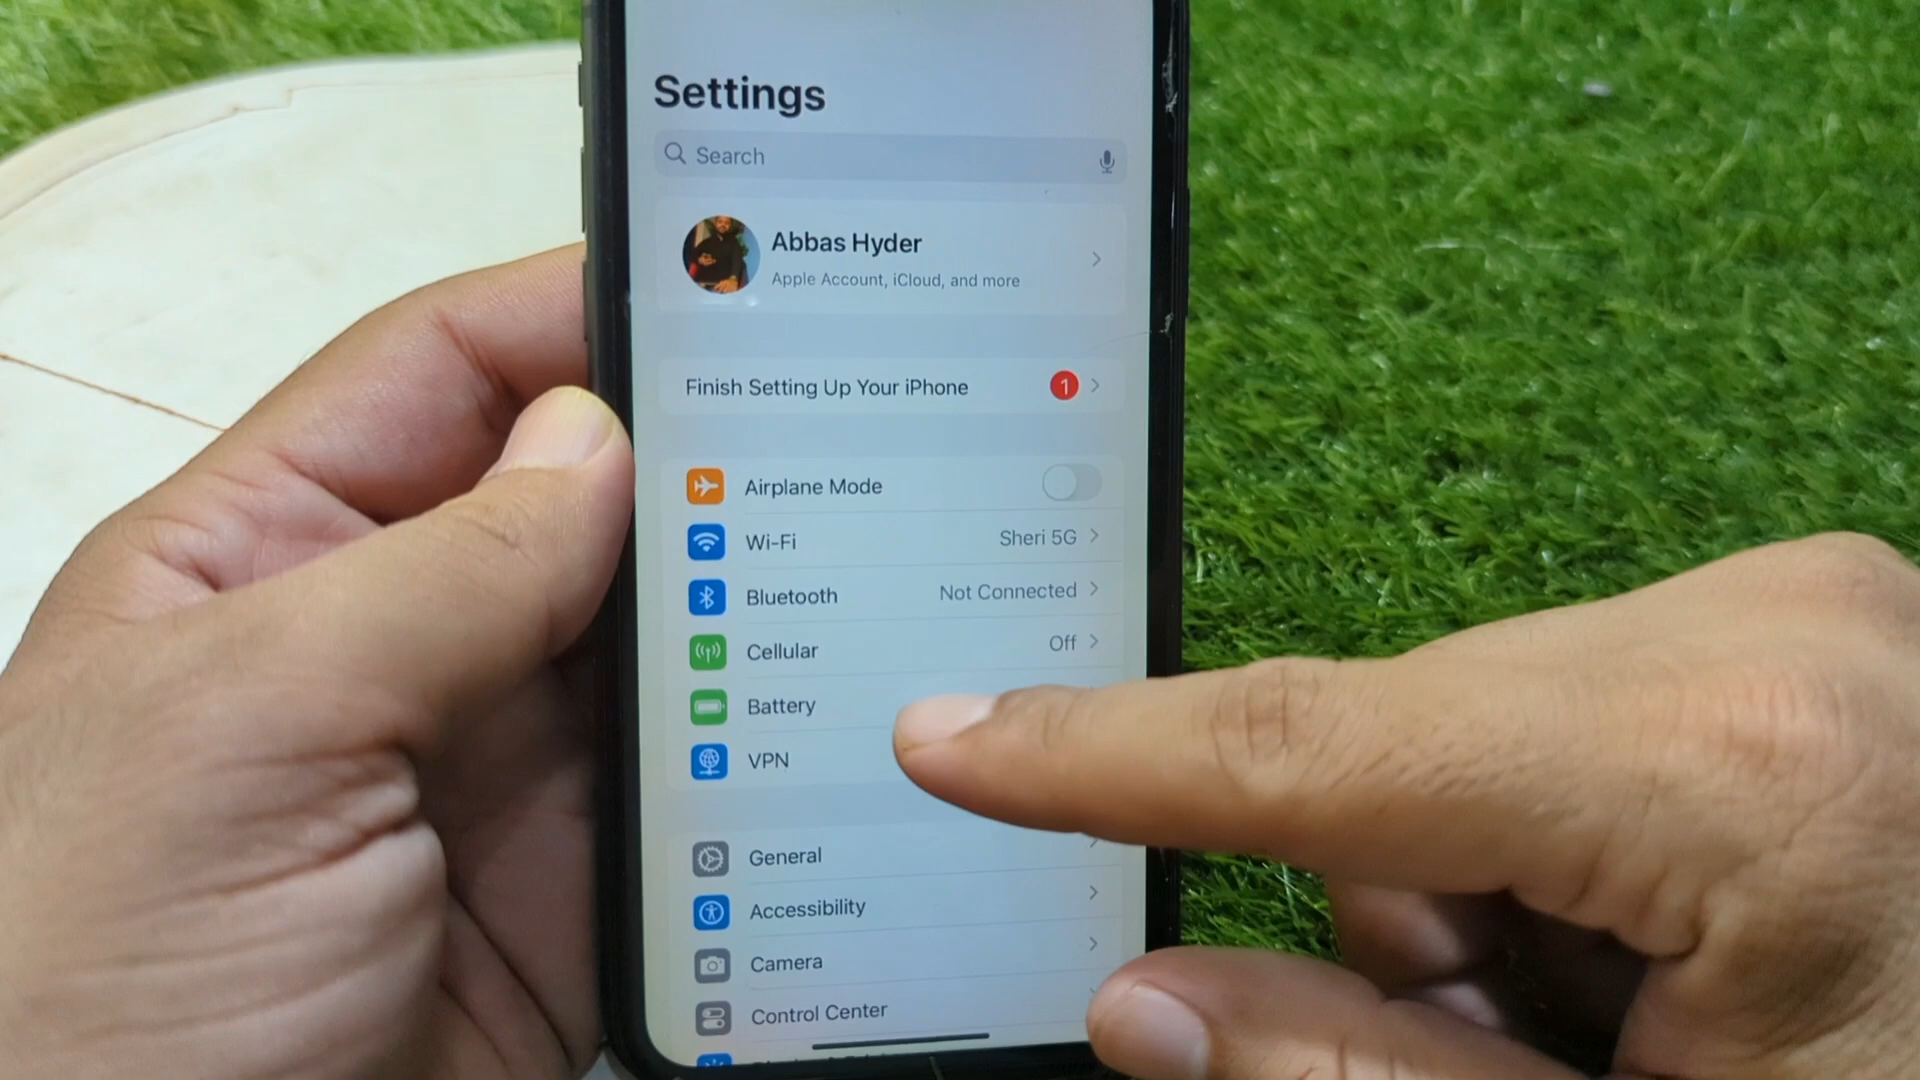 Settings
Search
Abbas Hyder
Apple Account, iCloud, and more
Finish Setting Up Your iPhone 1
Airplane Mode
Wi-Fi Sheri 5G
Bluetooth Not Connected
Cellular Off
Battery
VPN
General
Accessibility
Camera
Control Center